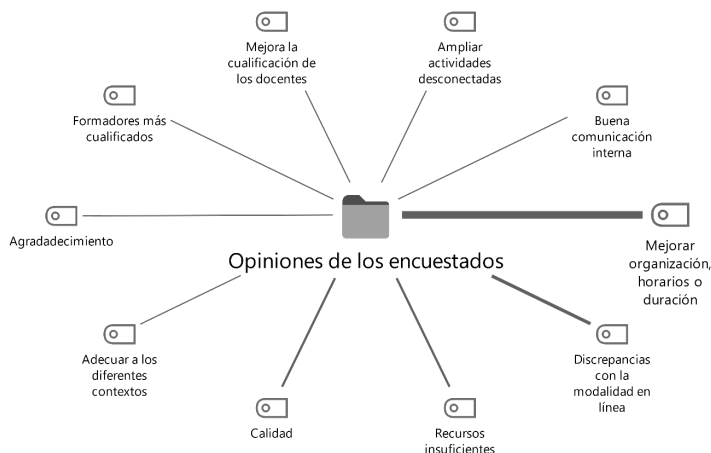 Mejora la
cualificación de
los docentes
Ampliar
actividades
desconectadas
Formadores más
cualificados
Buena
comunicación
interna
Agradadecimiento
Mejorar
organización,
horarios o
duración
Opiniones de los encuestados
Adecuar a los
diferentes
contextos
Discrepancias
con la
modalidad en
línea
Calidad
Recursos
insuficientes